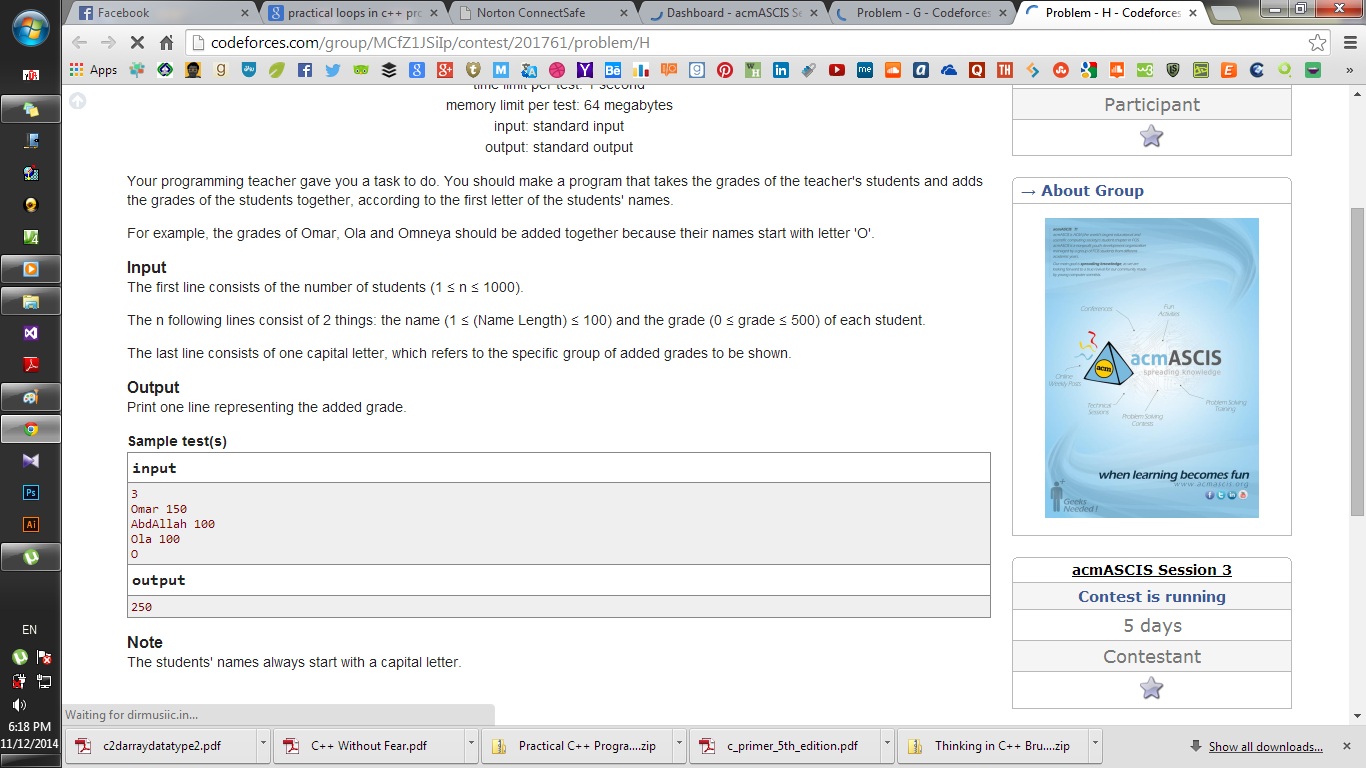 Facebook
practical loops in c++ pro
Norton ConnectSafe
Dashboard - acmASCIS Se
Problem - G - Codeforces
Problem - H - Codeforces
codeforces.com/group/MCfZ1JSiIp/contest/201761/problem/H
Apps
time limit per test: 1 second
memory limit per test: 64 megabytes
input: standard input
output: standard output
Your programming teacher gave you a task to do. You should make a program that takes the grades of the teacher's students and adds
the grades of the students together, according to the first letter of the students' names.
For example, the grades of Omar, Ola and Omneya should be added together because their names start with letter 'O'.
Input
The first line consists of the number of students (1 ≤ n ≤ 1000).
The n following lines consist of 2 things: the name (1 ≤ (Name Length) ≤ 100) and the grade (0 ≤ grade ≤ 500) of each student.
The last line consists of one capital letter, which refers to the specific group of added grades to be shown.
Output
Print one line representing the added grade.
Sample test(s)
input
3
Omar 150
AbdAllah 100
Ola 100
O
output
250
Note
The students' names always start with a capital letter.
Participant
→ About Group
Conferences
Fun
Activities
acmASCIS
spreading knowledge
acm
Online
Weekly Posts
Technical
Sessions
Problem Solving
Contests
Problem Solving
Training
when learning becomes fun
www.acmascis.org
Geeks
Needed !
acmASCIS Session 3
Contest is running
5 days
Contestant
EN
6:18 PM
11/12/2014
Waiting for dirmusiic.in...
c2darraydatatype2.pdf
C++ Without Fear.pdf
Practical C++ Progra....zip
c_primer_5th_edition.pdf
Thinking in C++ Bru....zip
Show all downloads...